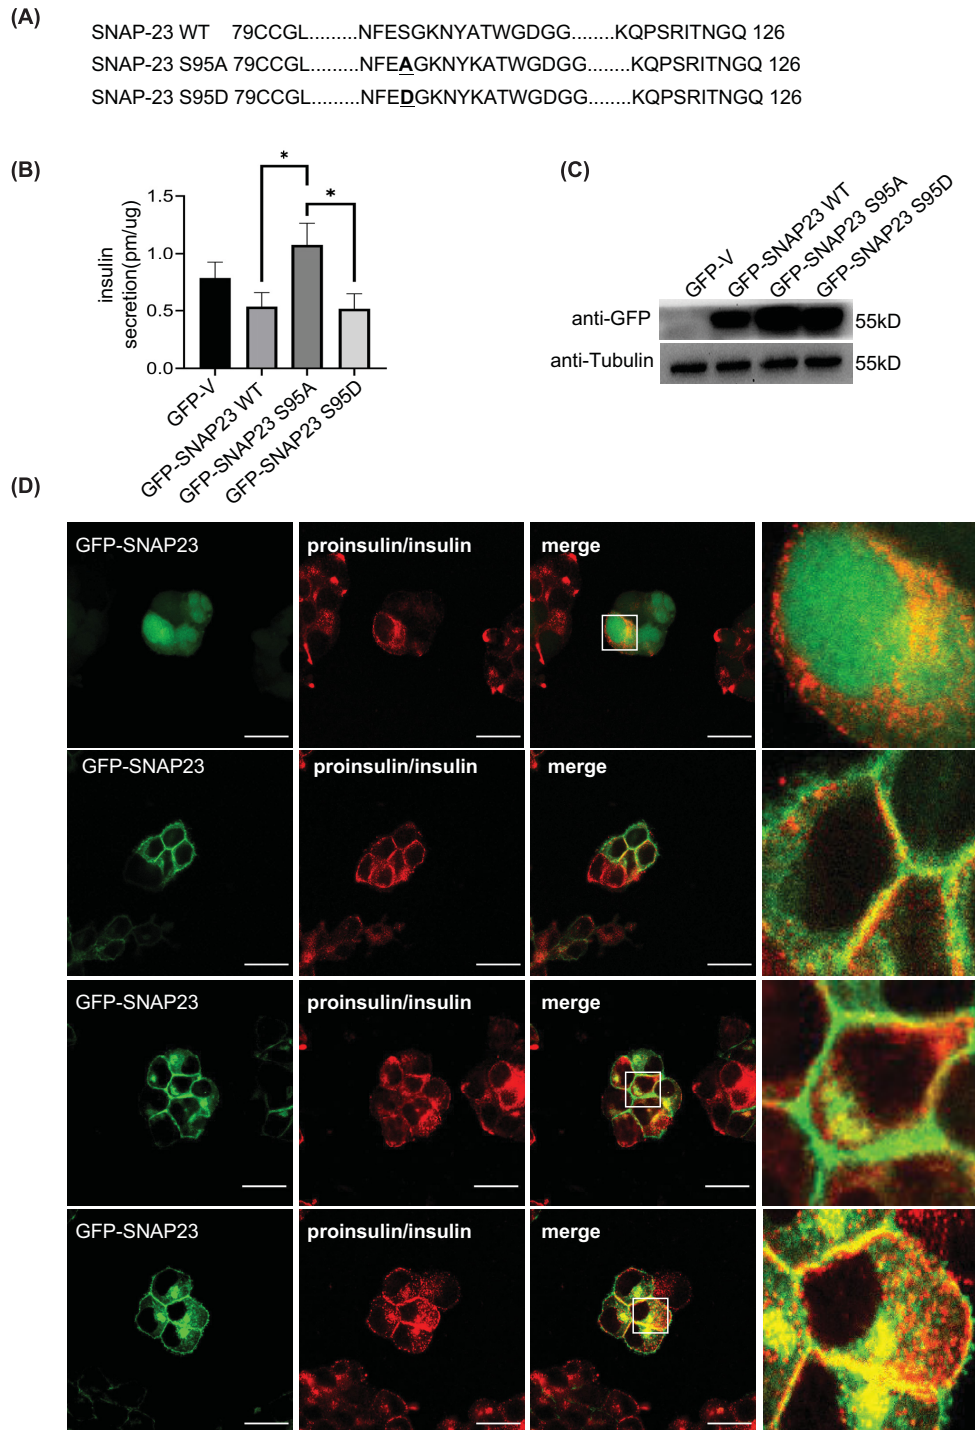 (A)
SNAP-23 WT 79CCGL.........NFESGKNYATWGDGG........KQPSRITNGQ 126
SNAP-23 S95A 79CCGL.........NFEAGKNYKATWGDGG........KQPSRITNGQ 126
SNAP-23 S95D 79CCGL.........NFEDGKNYKATWGDGG........KQPSRITNGQ 126
(B)
*
*
insulin
secretion(pm/ug)
1.5
1.0
0.5
0.0
GFP-V
GFP-SNAP23 WT
GFP-SNAP23 S95A
GFP-SNAP23 S95D
(C)
GFP-V
GFP-SNAP23 WT
GFP-SNAP23 S95A
GFP-SNAP23 S95D
anti-GFP 55kD
anti-Tubulin 55kD
(D)
GFP-SNAP23 proinsulin/insulin merge
GFP-SNAP23 proinsulin/insulin merge
GFP-SNAP23 proinsulin/insulin merge
GFP-SNAP23 proinsulin/insulin merge